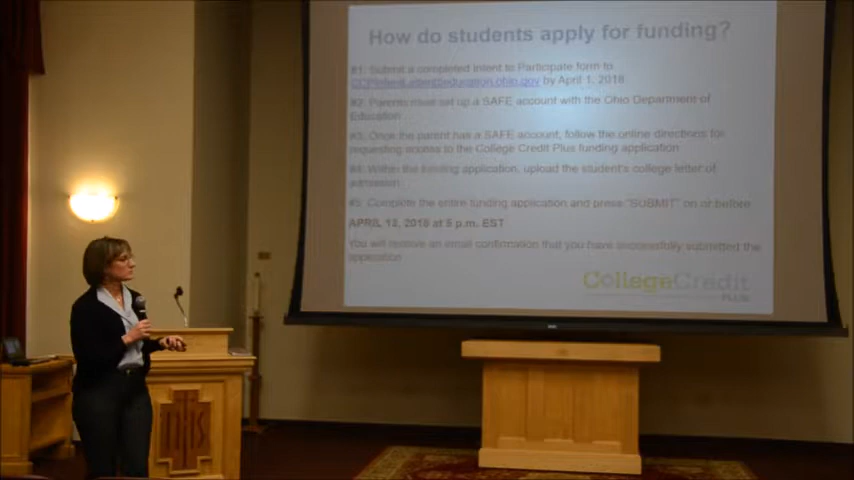 How do students apply for funding?
#1: Submit a completed Intent to Participate form to
by April 1, 2018
#2: Parents must set up a SAFE account with the Ohio Department of
Education
#3: Once the parent has a SAFE account, follow the online directions for
requesting access to the College Credit Plus funding application
#4: Within the funding application, upload the student's college letter of
admission
#5: Complete the entire funding application and press "SUBMIT" on or before
APRIL 2018 at 5 p.m. EST
You will receive an email confirmation that you have successfully submitted the
application
CollegeCredit
PLUS
IHS